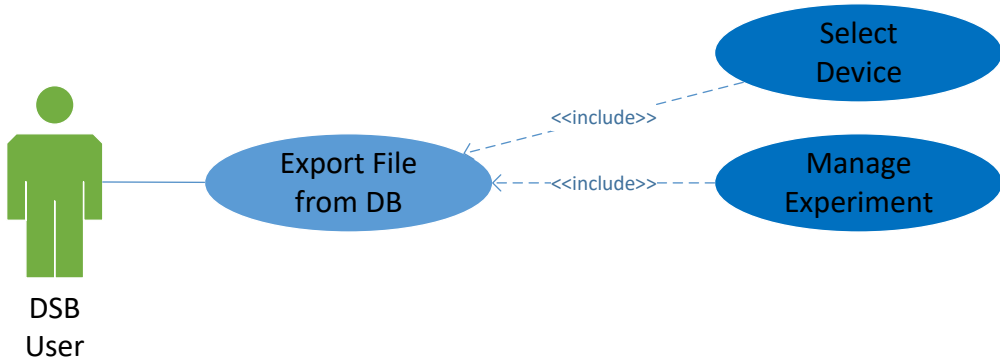 Select
Device
<<include>>
Export File
from DB
<<include>>
Manage
Experiment
DSB
User